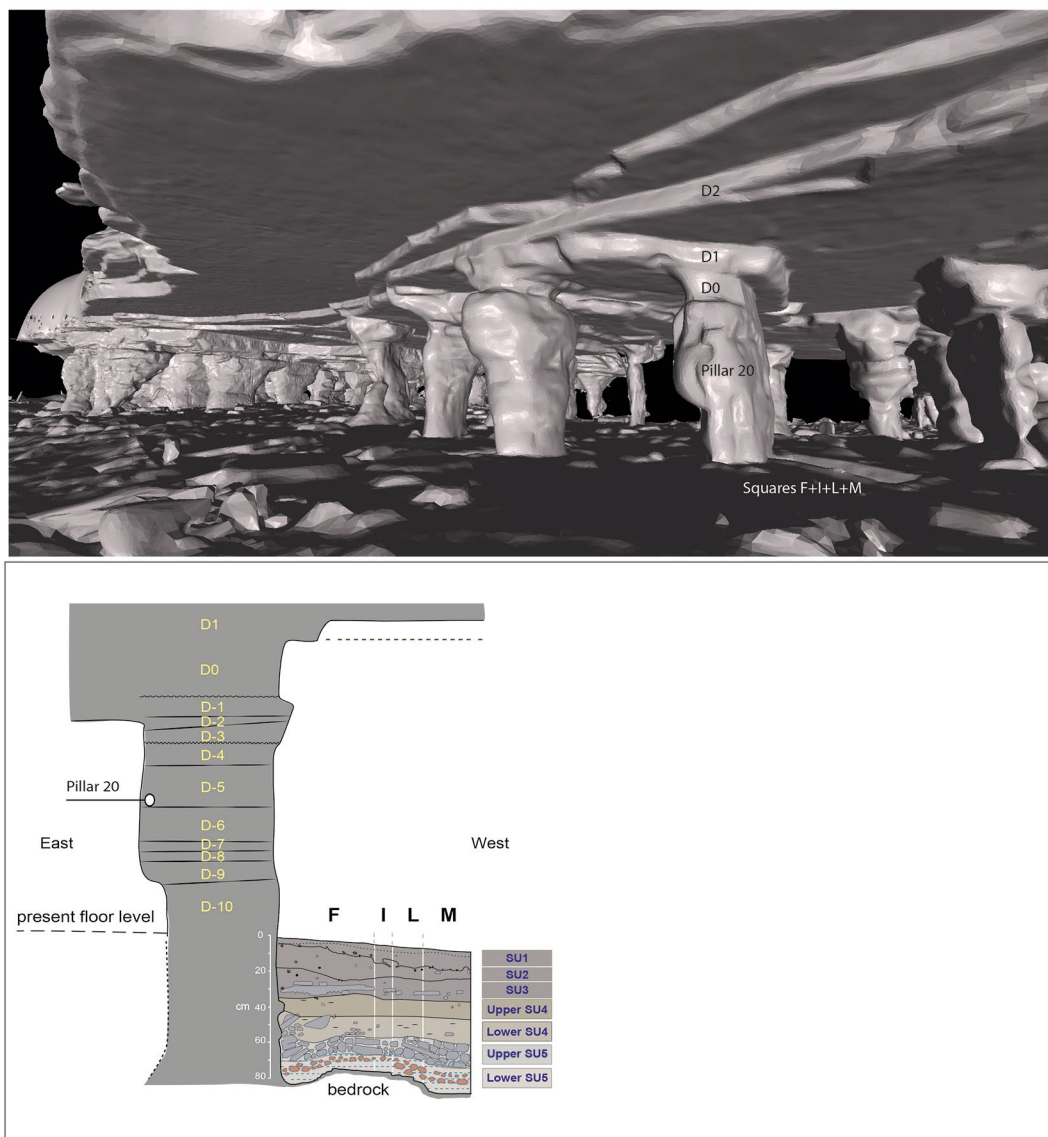 D2
D1
D0
Pillar 20
Squares F+I+L+M
D1
D0
D-1
D-2
D-3
D-4
D-5
Pillar 20
D-6
East
West
D-7
D-8
D-9
D-10
F I L M
present floor level
0
SU1
SU2
20
SU3
cm 40
Upper SU4
Lower SU4
60
Upper SU5
80
Lower SU5
bedrock